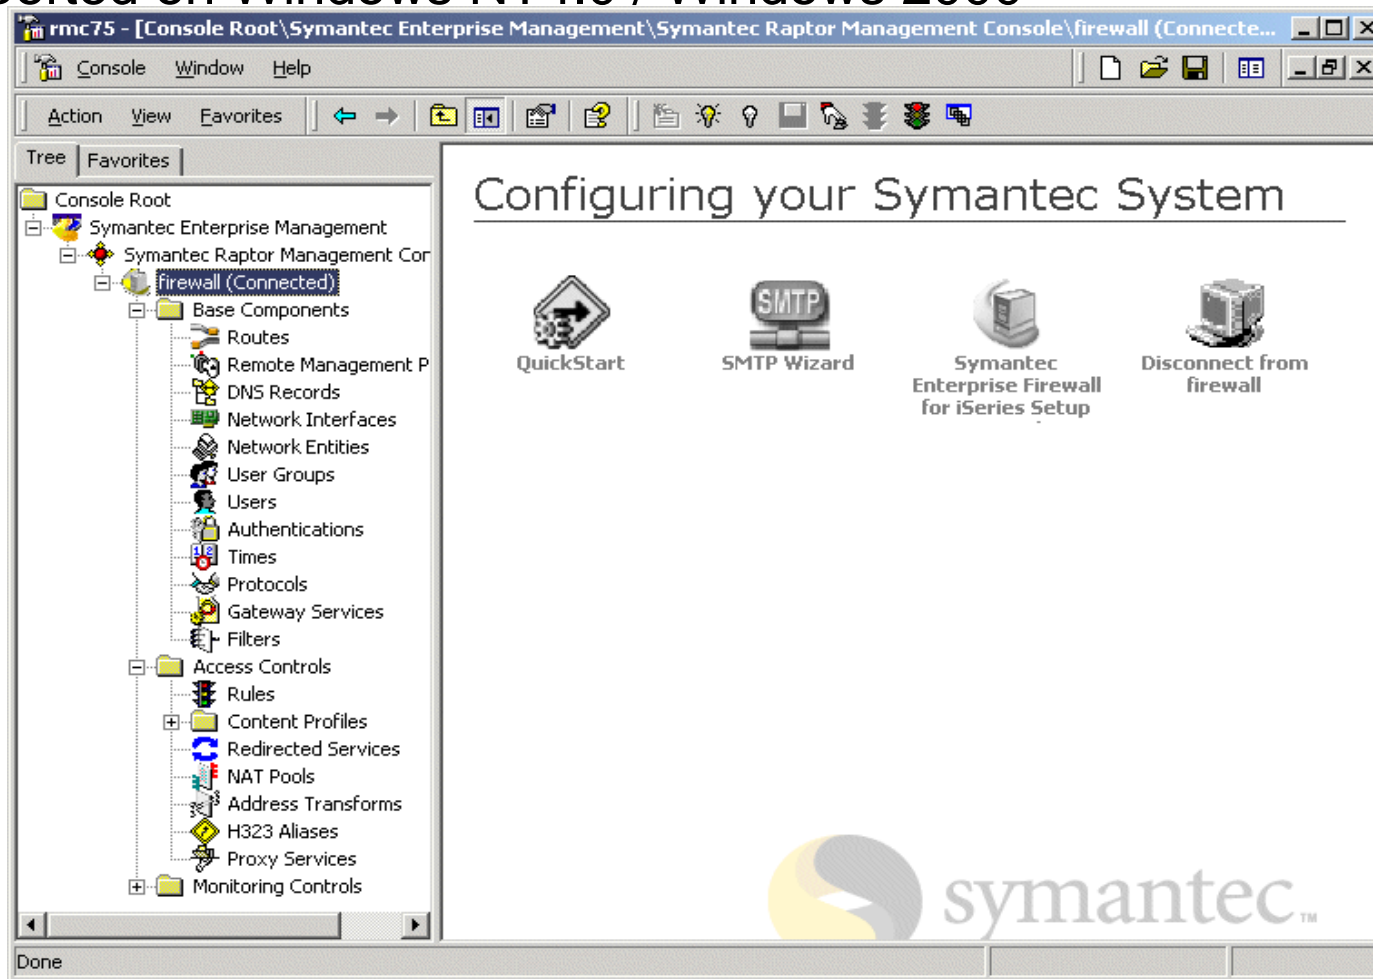 rmc75 - [Console Root\Symantec Enterprise Management\Symantec Raptor Management Console\firewall (Connecte...
Console Window Help
Action View Favorites
Tree Favorites
Console Root
Symantec Enterprise Management
Symantec Raptor Management Cor
firewall (Connected)
Base Components
Routes
Remote Management P
DNS Records
Network Interfaces
Network Entities
User Groups
Users
Authentications
Times
Protocols
Gateway Services
Filters
Access Controls
Rules
Content Profiles
Redirected Services
NAT Pools
Address Transforms
H323 Aliases
Proxy Services
Monitoring Controls
Configuring your Symantec System
SMTP
QuickStart
SMTP Wizard
Symantec
Enterprise Firewall
for iSeries Setup
Disconnect from
firewall
symantec.™
Done